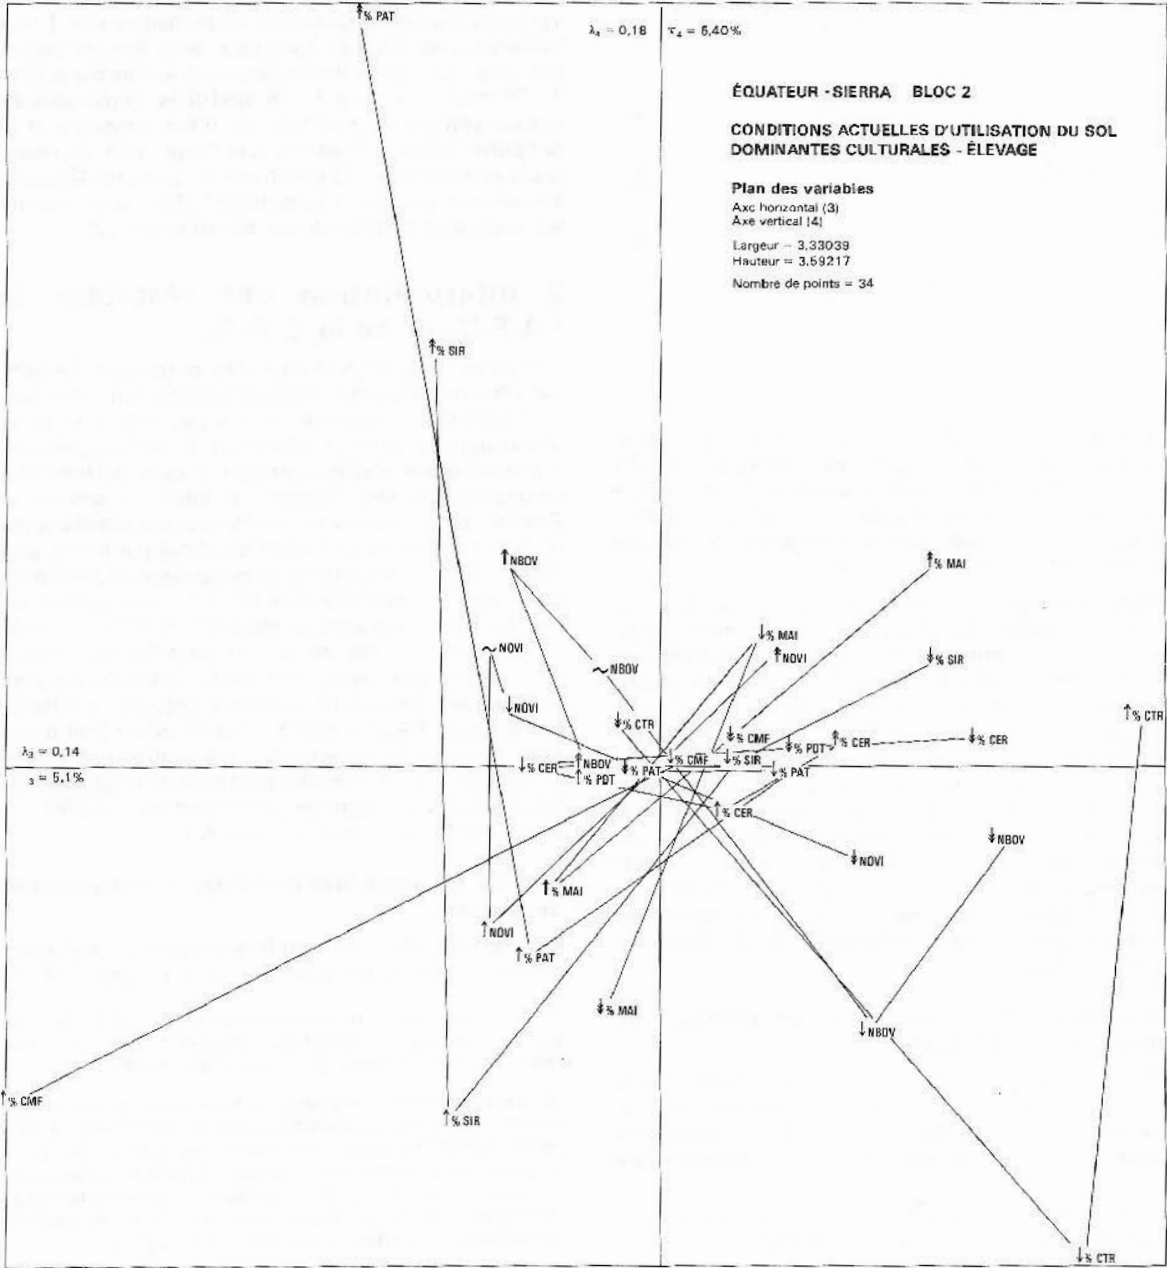 ↟% PAT
λ₄ = 0,18 τ₄ = 5,40%
ÉQUATEUR - SIERRA BLOC 2
CONDITIONS ACTUELLES D'UTILISATION DU SOL
DOMINANTES CULTURALES - ÉLEVAGE
Plan des variables
Axe horizontal (3)
Axe vertical (4)
Largeur = 3,33039
Hauteur = 3,59217
Nombre de points = 34
↟% SIR
↑NBOV
↟% MAI
↓% MAI
~NOVI
↟NOVI
↡% SIR
~NBOV
↓NOVI
↑% CTR
↡% CTR
↡% CMF
↡% PDT
↑% CER
↡% CER
λ₃ = 0,14
₃ = 5,1%
↓% CER
↟NBOV
↓% CMF
↓% SIR
↑% PDT
↡% PAT
↓% PAT
↑% CER
↡NBOV
↡NOVI
↑% MAI
↑NOVI
↑% PAT
↡% MAI
↓NBOV
↑% CMF
↑% SIR
↓% CTR